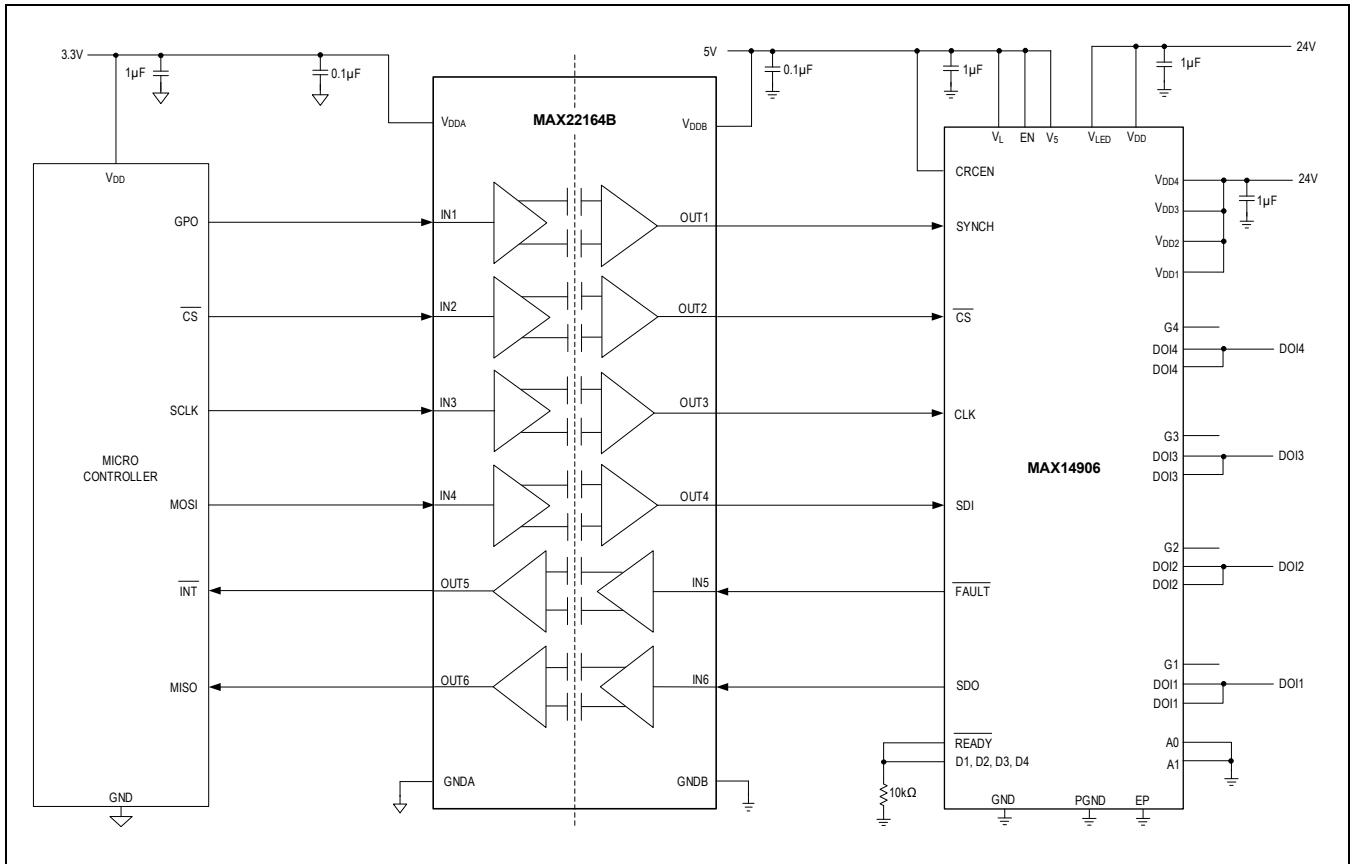 3.3V
1µF
0.1µF
5V
0.1µF
1µF
1µF
24V
MAX22164B
VDDA
VDDB
VL
EN
V5
VLED
VDD
CRCEN
VDD4
24V
1µF
VDD3
VDD2
VDD1
VDD
GPO
IN1
OUT1
SYNCH
CS
IN2
OUT2
CS
G4
DOI4
DOI4
DOI4
SCLK
IN3
OUT3
CLK
G3
DOI3
DOI3
DOI3
MICRO
CONTROLLER
MAX14906
MOSI
IN4
OUT4
SDI
G2
DOI2
DOI2
DOI2
INT
OUT5
IN5
FAULT
G1
DOI1
DOI1
DOI1
MISO
OUT6
IN6
SDO
READY
D1, D2, D3, D4
A0
A1
GNDA
GNDB
10kΩ
GND
GND
PGND
EP